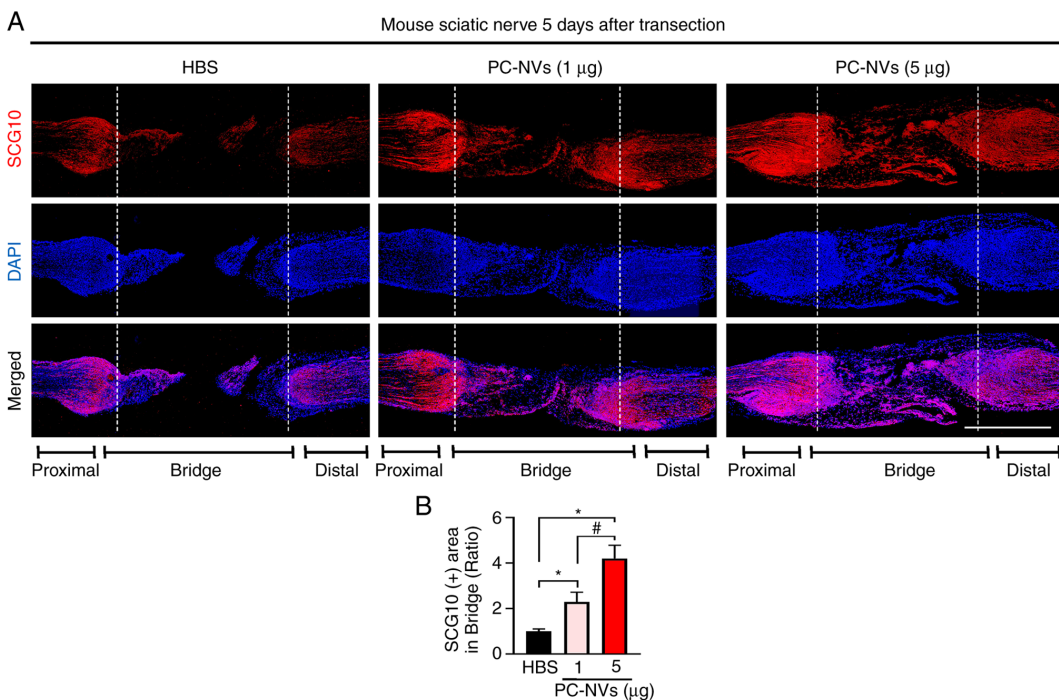 A
Mouse sciatic nerve 5 days after transection
HBS
PC-NVs (1 μg)
PC-NVs (5 μg)
SCG10
DAPI
Merged
Proximal Bridge Distal
Proximal Bridge Distal
Proximal Bridge Distal
B
SCG10 (+) area
in Bridge (Ratio)
6
4
2
0
*
#
*
HBS 1 5
PC-NVs (μg)